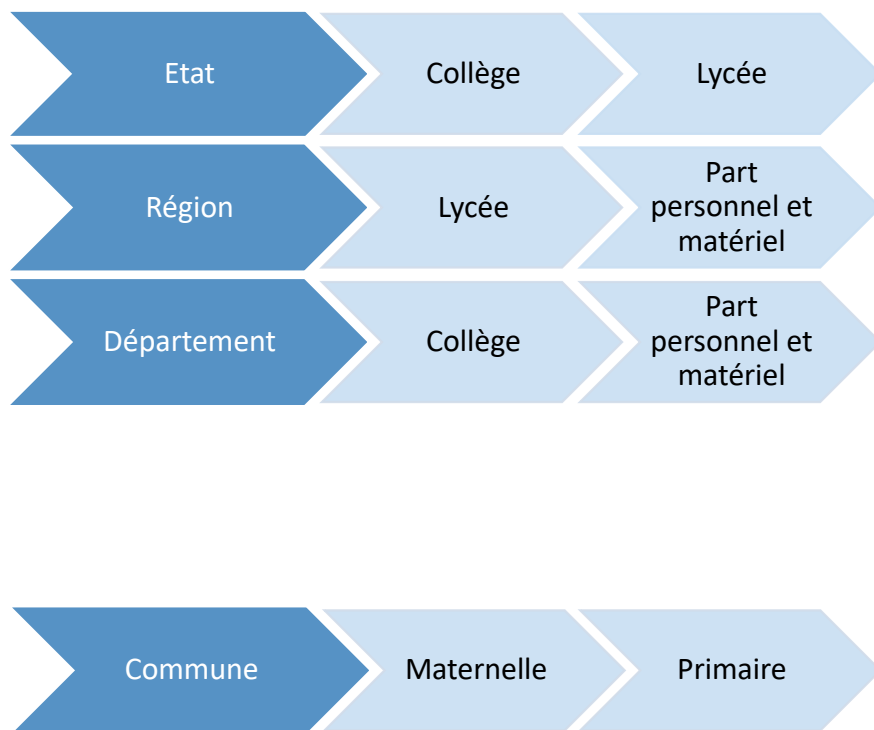 Etat
Collège
Lycée
Région
Lycée
Part
personnel et
matériel
Département
Collège
Part
personnel et
matériel
Commune
Maternelle
Primaire